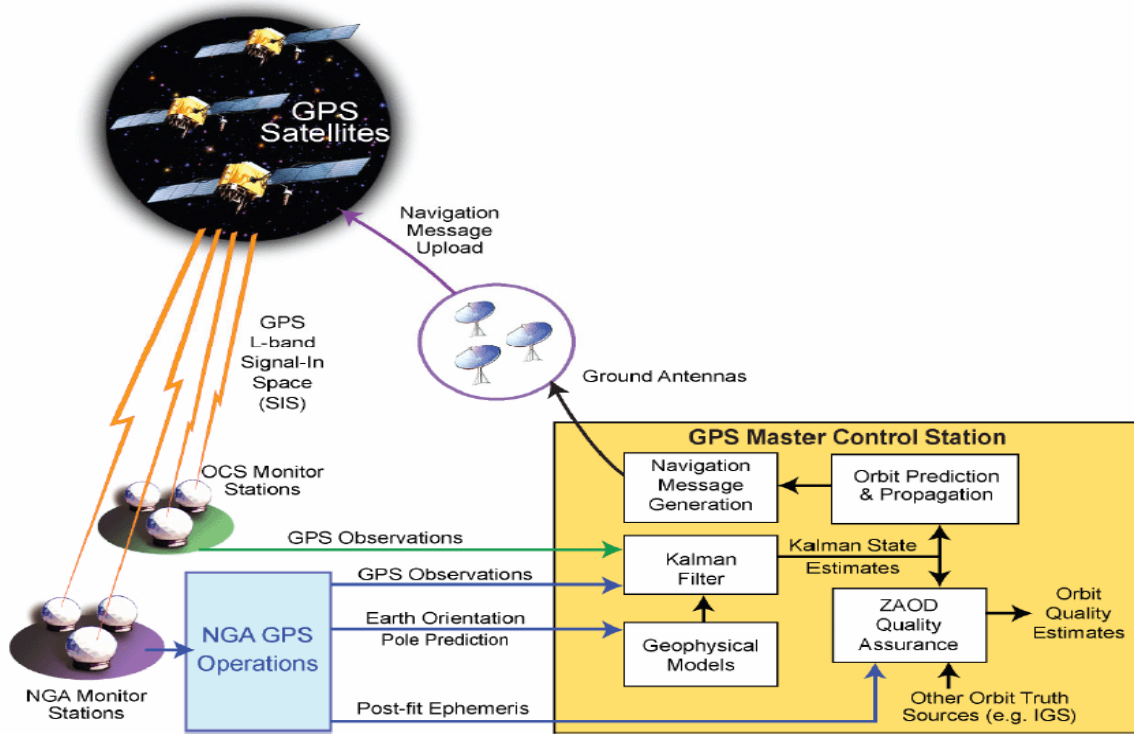 GPS
Satellites
Navigation
Message
Upload
GPS
L-band
Signal-In
Space
(SIS)
Ground Antennas
GPS Master Control Station
OCS Monitor
Stations
Navigation
Message
Generation
Orbit Prediction
& Propagation
GPS Observations
Kalman
Filter
Kalman State
Estimates
GPS Observations
Earth Orientation
Pole Prediction
NGA GPS
Operations
Geophysical
Models
ZAOD
Quality
Assurance
Orbit
Quality
Estimates
NGA Monitor
Stations
Post-fit Ephemeris
Other Orbit Truth
Sources (e.g. IGS)